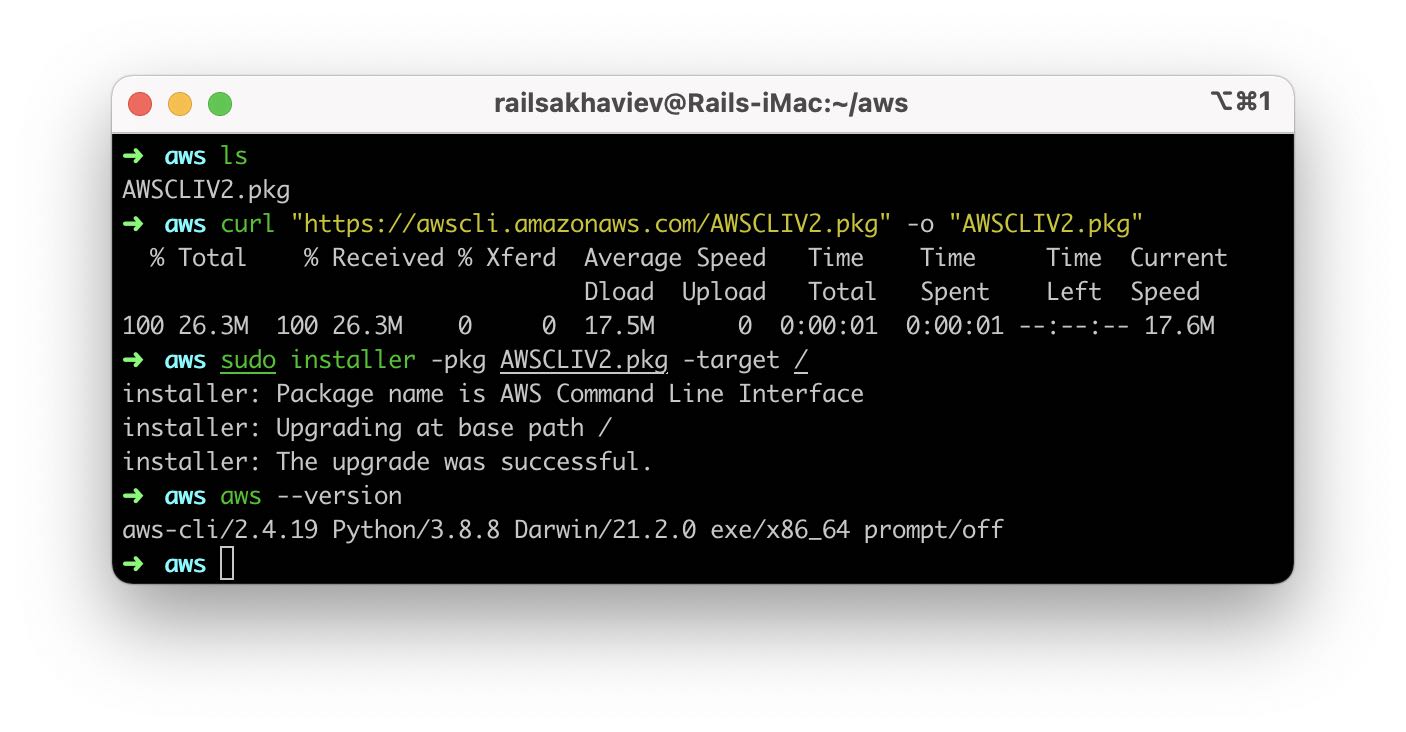 railsakhaviev@Rails-iMac:~/aws ⌥⌘1
➜ aws ls
AWSCLIV2.pkg
➜ aws curl "https://awscli.amazonaws.com/AWSCLIV2.pkg" -o "AWSCLIV2.pkg"
% Total % Received % Xferd Average Speed Time Time Time Current
Dload Upload Total Spent Left Speed
100 26.3M 100 26.3M 0 0 17.5M 0 0:00:01 0:00:01 --:--:-- 17.6M
➜ aws sudo installer -pkg AWSCLIV2.pkg -target /
installer: Package name is AWS Command Line Interface
installer: Upgrading at base path /
installer: The upgrade was successful.
➜ aws aws --version
aws-cli/2.4.19 Python/3.8.8 Darwin/21.2.0 exe/x86_64 prompt/off
➜ aws